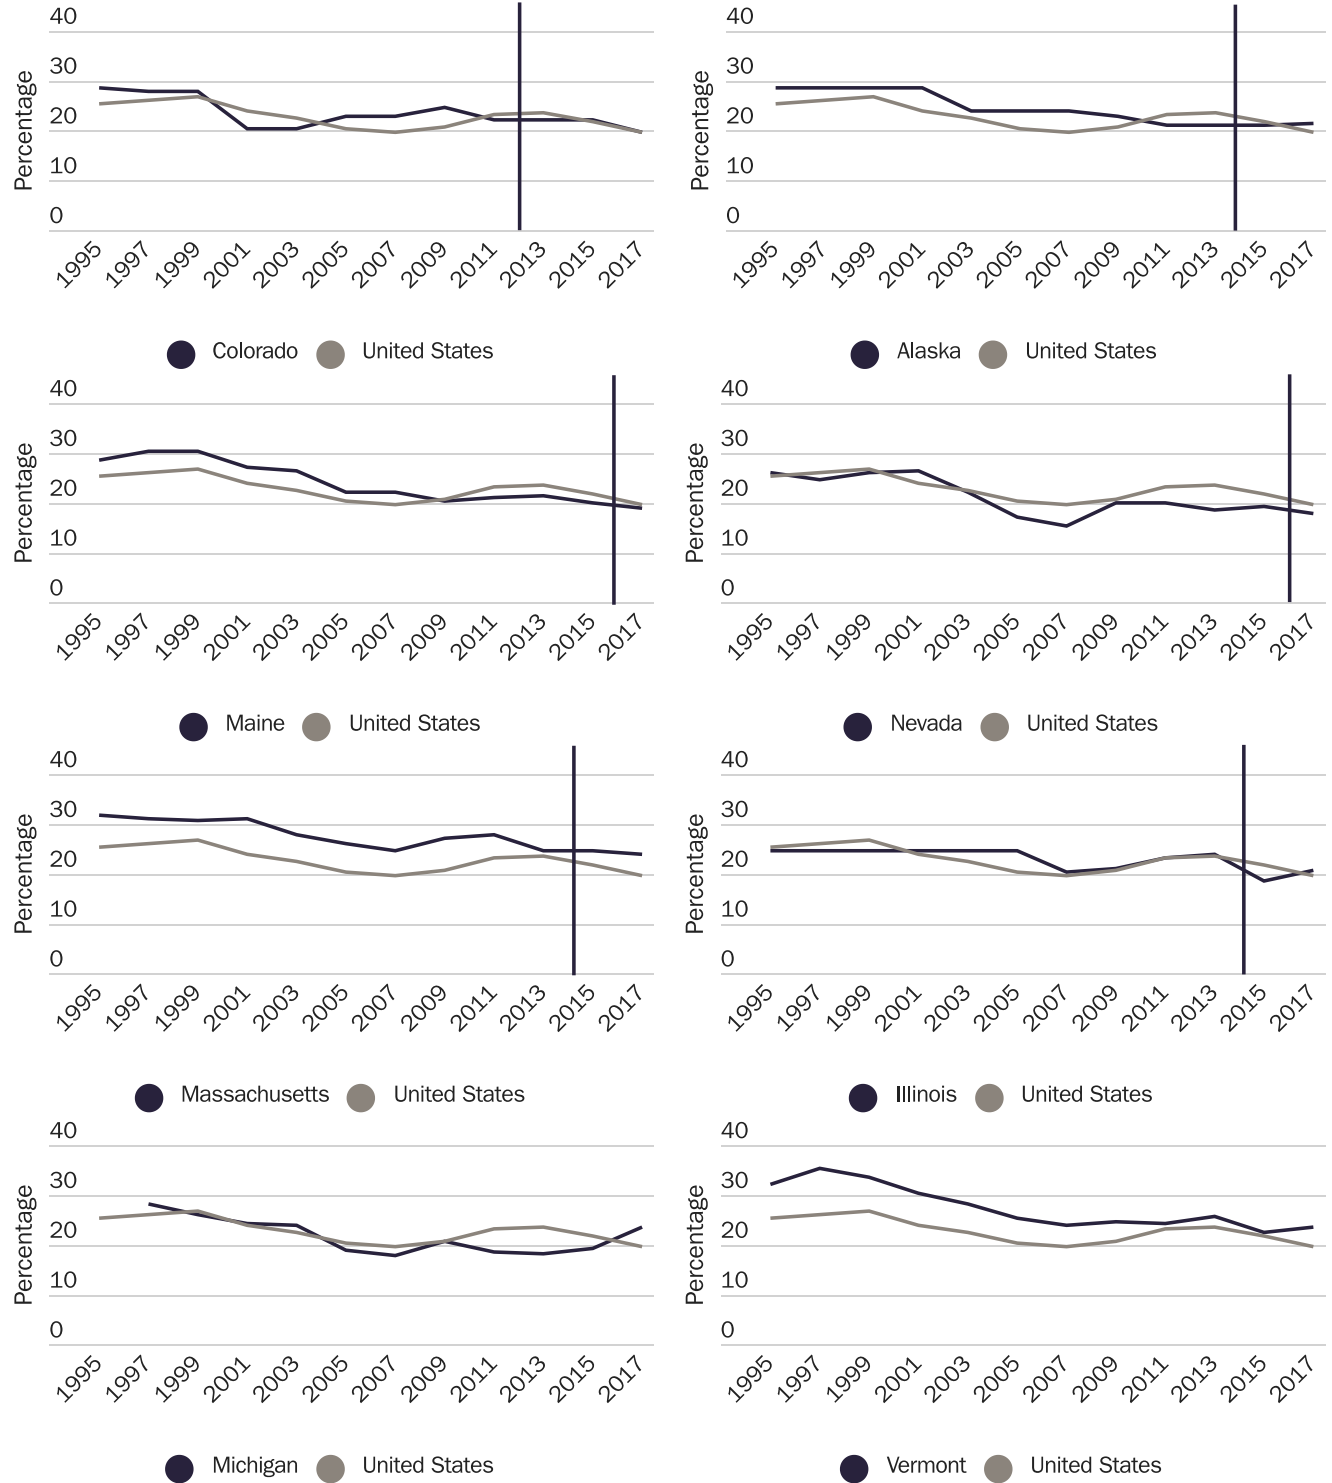 40 40
30 30
20 20
10 10
0 0
Percentage Percentage
1995 1997 1999 2001 2003 2005 2007 2009 2011 2013 2015 2017 1995 1997 1999 2001 2003 2005 2007 2009 2011 2013 2015 2017
Colorado United States Alaska United States
40 40
30 30
20 20
10 10
0 0
Percentage Percentage
1995 1997 1999 2001 2003 2005 2007 2009 2011 2013 2015 2017 1995 1997 1999 2001 2003 2005 2007 2009 2011 2013 2015 2017
Maine United States Nevada United States
40 40
30 30
20 20
10 10
0 0
Percentage Percentage
1995 1997 1999 2001 2003 2005 2007 2009 2011 2013 2015 2017 1995 1997 1999 2001 2003 2005 2007 2009 2011 2013 2015 2017
Massachusetts United States Illinois United States
40 40
30 30
20 20
10 10
0 0
Percentage Percentage
1995 1997 1999 2001 2003 2005 2007 2009 2011 2013 2015 2017 1995 1997 1999 2001 2003 2005 2007 2009 2011 2013 2015 2017
Michigan United States Vermont United States